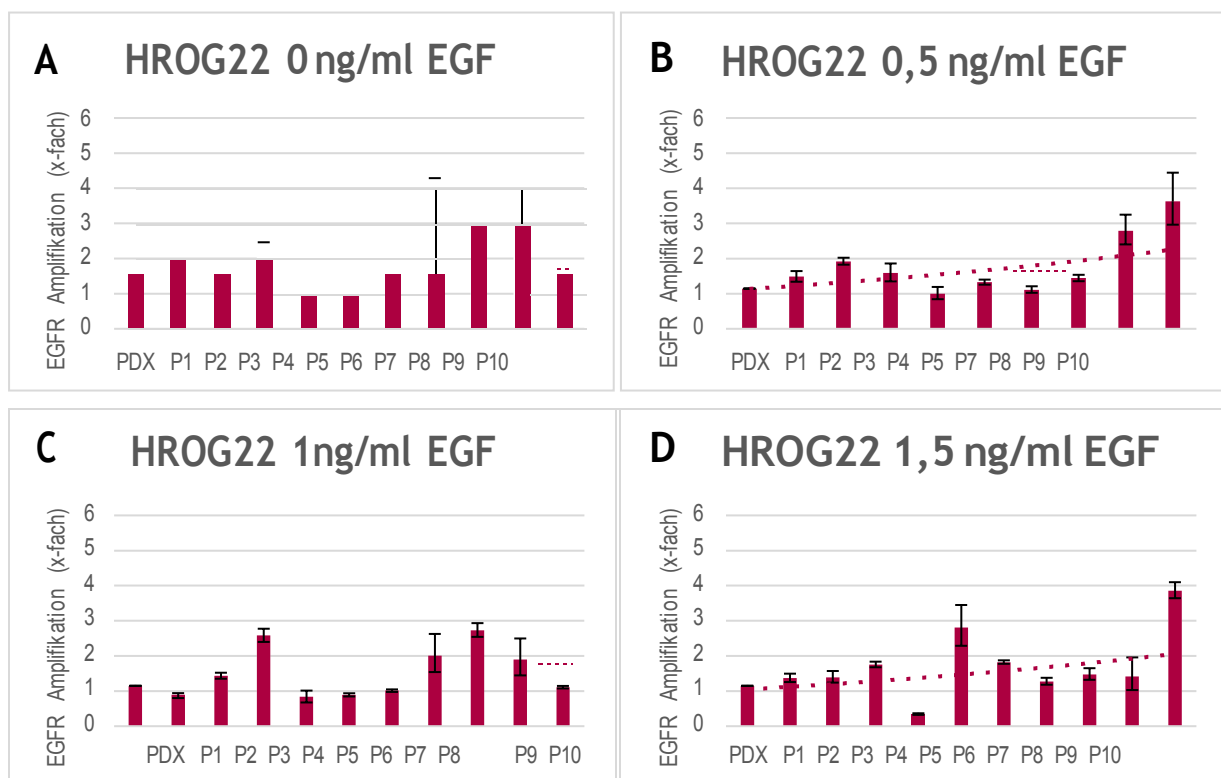 A HROG22 0 ng/ml EGF
EGFR Amplifikation (x-fach)
6
5
4
3
2
1
0
PDX P1 P2 P3 P4 P5 P6 P7 P8 P9 P10
B HROG22 0,5 ng/ml EGF
EGFR Amplifikation (x-fach)
6
5
4
3
2
1
0
PDX P1 P2 P3 P4 P5 P7 P8 P9 P10
C HROG22 1ng/ml EGF
EGFR Amplifikation (x-fach)
6
5
4
3
2
1
0
PDX P1 P2 P3 P4 P5 P6 P7 P8 P9 P10
D HROG22 1,5 ng/ml EGF
EGFR Amplifikation (x-fach)
6
5
4
3
2
1
0
PDX P1 P2 P3 P4 P5 P6 P7 P8 P9 P10